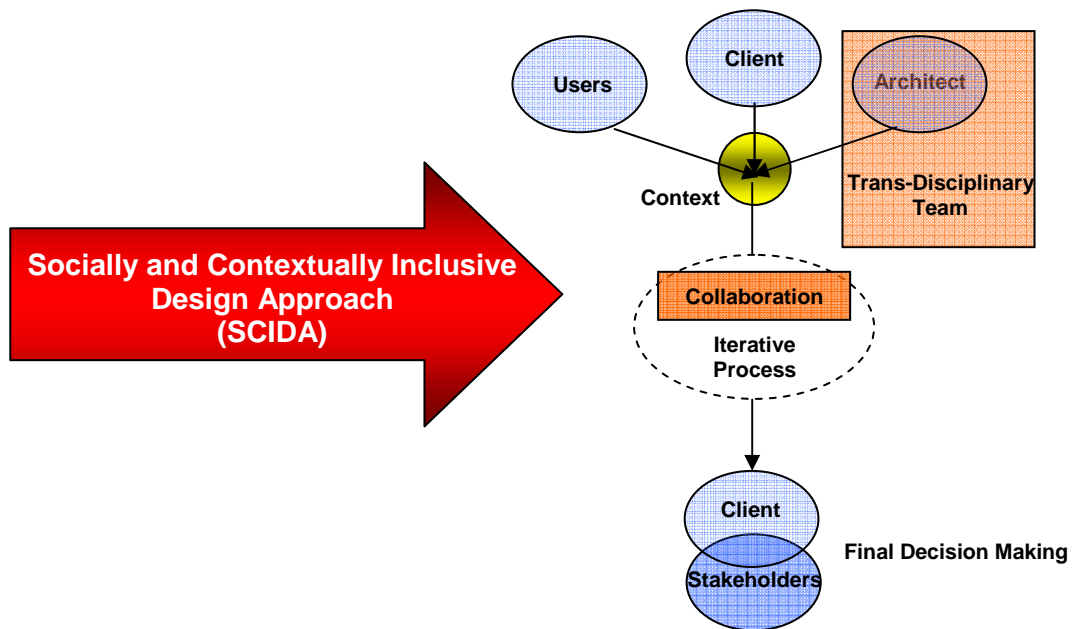 Client
Users
Architect
Trans-Disciplinary
Team
Context
Socially and Contextually Inclusive
Design Approach
(SCIDA)
Collaboration
Iterative
Process
Client
Final Decision Making
Stakeholders